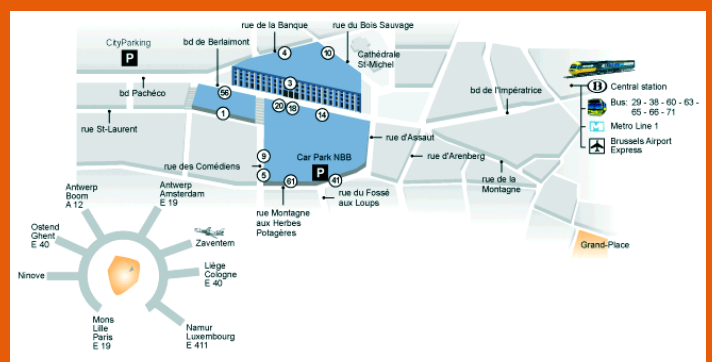 rue de la Banque
rue du Bois Sauvage
CityParking
P
bd de Berlaimont
4
10
Cathédrale
St-Michel
3
56
20
18
14
1
bd Pachéco
bd de l'Impératrice
B
Central station
Bus: 29 - 38 - 60 - 63 -
65 - 66 - 71
M
Metro Line 1
Brussels Airport
Express
rue St-Laurent
rue d'Assaut
rue d'Arenberg
rue des Comédiens
9
5
Car Park NBB
P
61
41
rue de la
Montagne
rue du Fossé
aux Loups
rue Montagne
aux Herbes
Potagères
Grand-Place
Antwerp
Boom
A 12
Antwerp
Amsterdam
E 19
Ostend
Ghent
E 40
Zaventem
Ninove
Liège
Cologne
E 40
Mons
Lille
Paris
E 19
Namur
Luxembourg
E 411